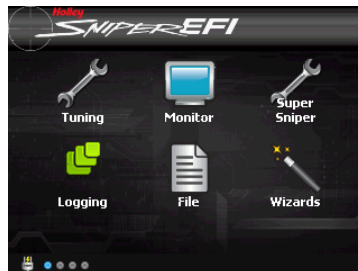 Holley
SNIPER EFI
Tuning
Monitor
Super
Sniper
Logging
File
Wizards